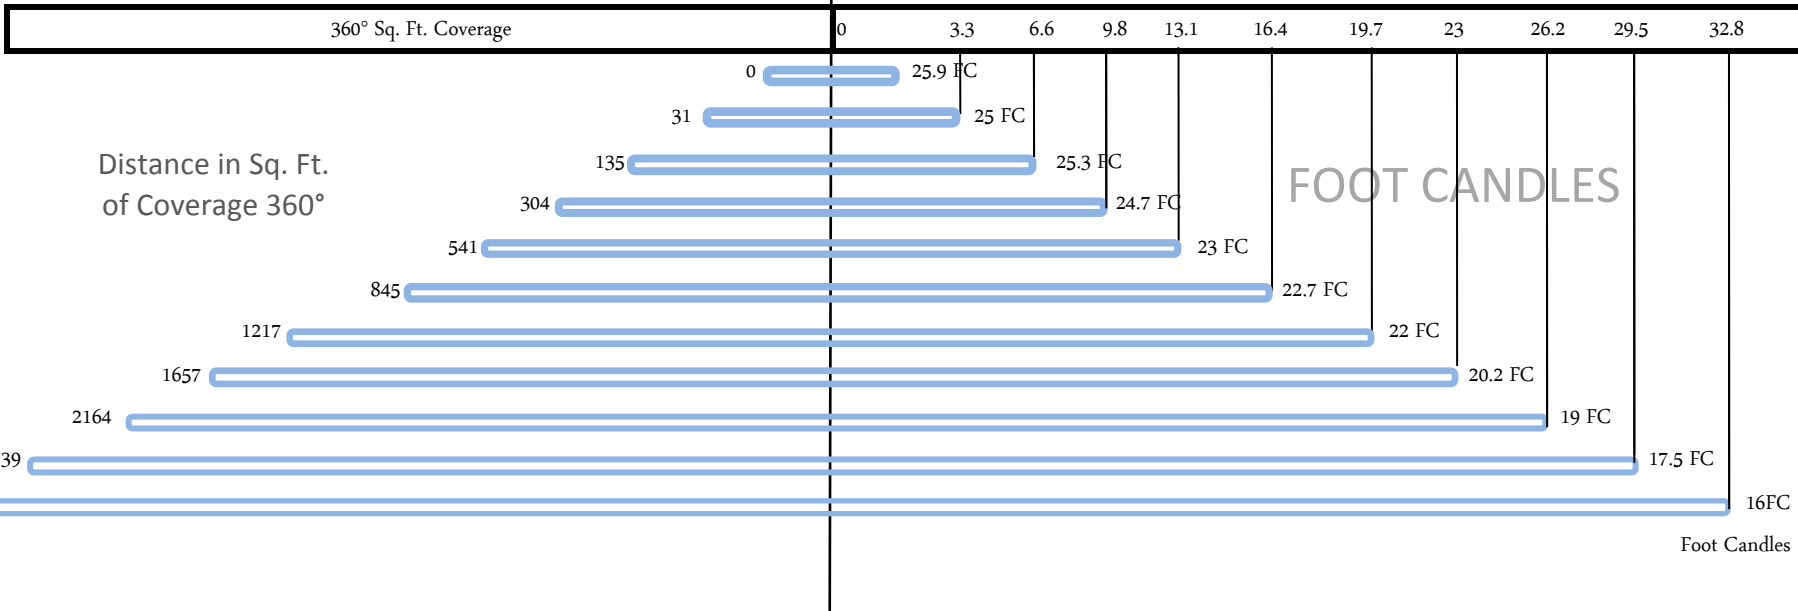 360° Sq. Ft. Coverage 0 3.3 6.6 9.8 13.1 16.4 19.7 23 26.2 29.5 32.8
0 25.9 FC
31 25 FC
Distance in Sq. Ft.
of Coverage 360°
135 25.3 FC
FOOT CANDLES
304 24.7 FC
541 23 FC
845 22.7 FC
1217 22 FC
1657 20.2 FC
2164 19 FC
39 17.5 FC
16FC
Foot Candles